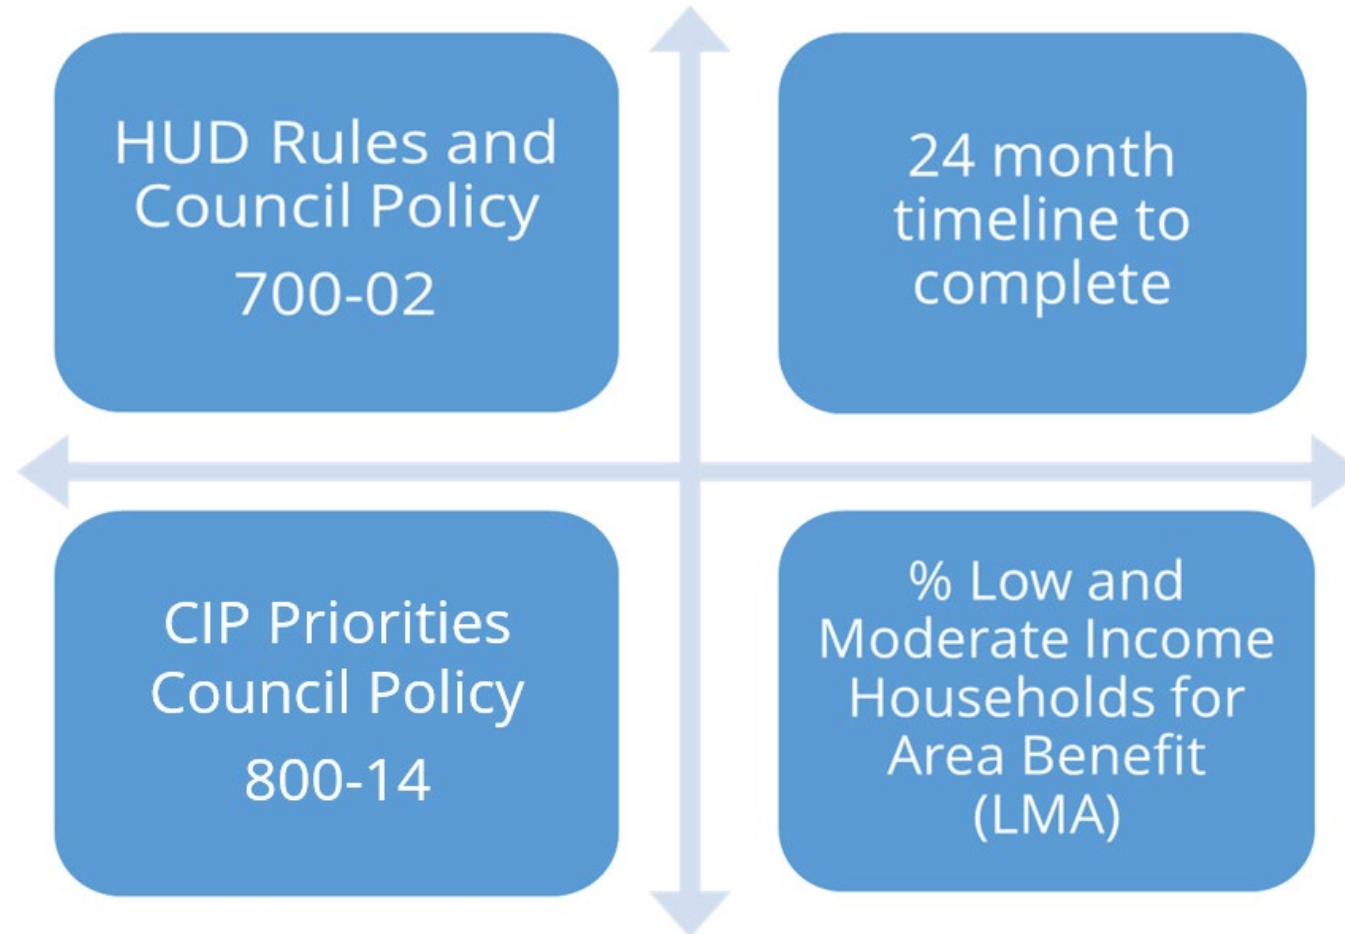 HUD Rules and
Council Policy
700-02
24 month
timeline to
complete
CIP Priorities
Council Policy
800-14
% Low and
Moderate Income
Households for
Area Benefit
(LMA)